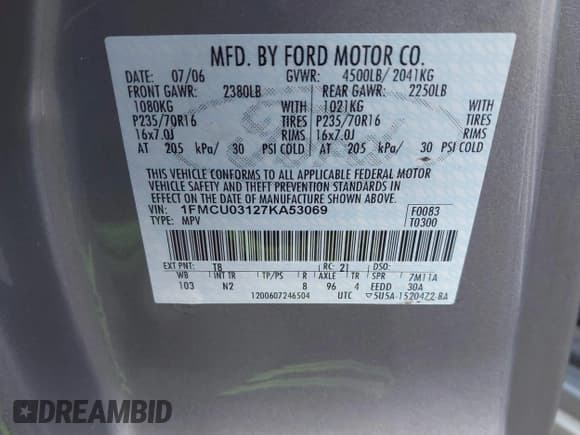 MFD. BY FORD MOTOR CO.
DATE: 07/06 GVWR: 4500LB/ 2041KG
FRONT GAWR: 2380LB REAR GAWR: 2250LB
1080KG WITH 1021KG WITH
P235/70R16 TIRES P235/70R16 TIRES
16x7.0J RIMS 16x7.0J RIMS
AT 205 kPa/ 30 PSI COLD AT 205 kPa/ 30 PSI COLD
THIS VEHICLE CONFORMS TO ALL APPLICABLE FEDERAL MOTOR
VEHICLE SAFETY AND THEFT PREVENTION STANDARDS IN
EFFECT ON THE DATE OF MANUFACTURE SHOWN ABOVE.
VIN: 1FMCU03127KA53069 F0083
TYPE: MPV T0300
EXT PNT: T8 RC: 21 DSO:
WB INT TR TP/PS R AXLE TR SPR 7M11A
103 N2 8 96 4 EEDD 30A
1200607246504 UTC ▽5U5A-1520472-BA
DREAMBID